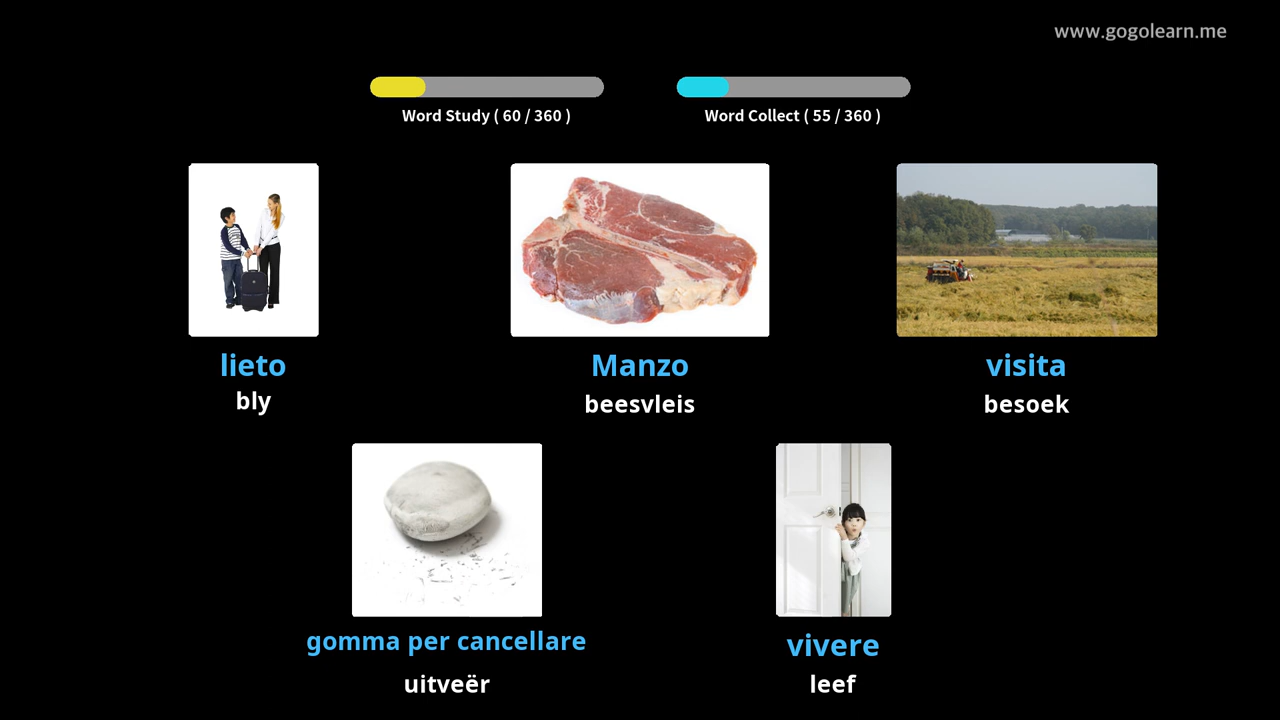 www.gogolearn.me
Word Study ( 60 / 360 )
Word Collect ( 55 / 360 )
lieto
bly
Manzo
beesvleis
visita
besoek
gomma per cancellare
uitveër
vivere
leef